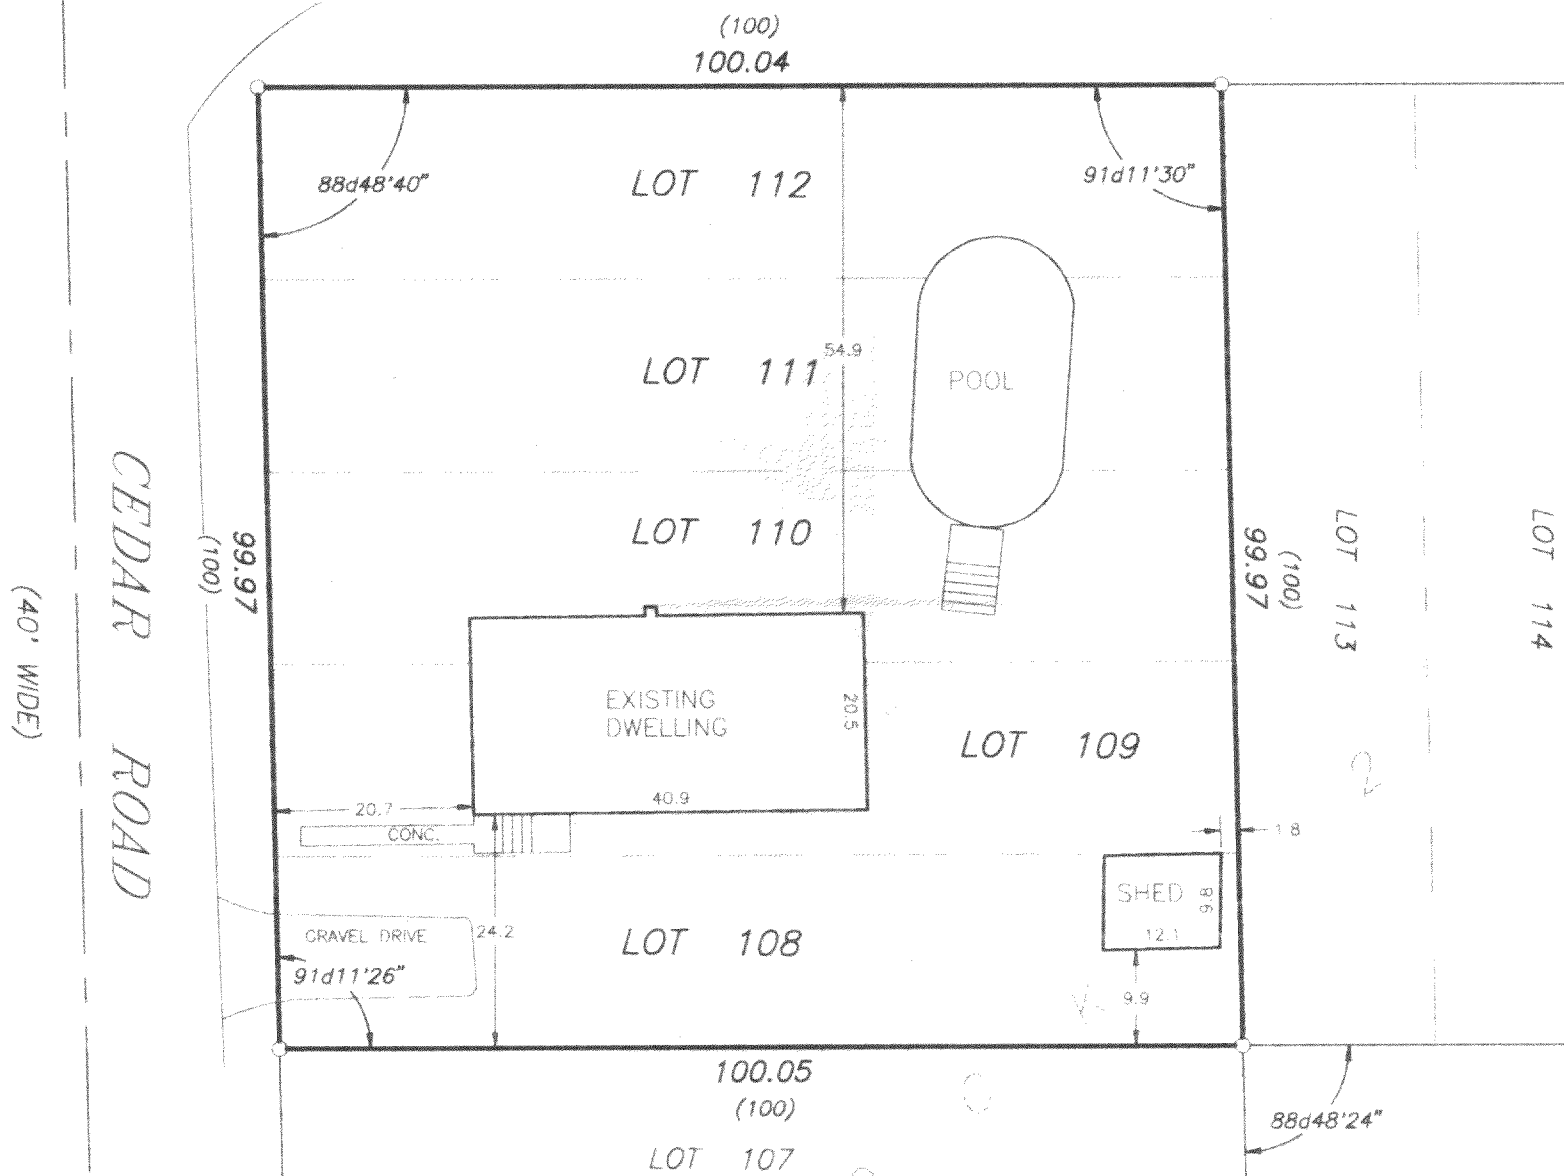 (100)
100.04
88d48'40"
LOT 112
91d11'30"
LOT 111
54.9
POOL
LOT 110
CEDAR ROAD
(40' WIDE)
99.97
(100)
99.97
(100)
LOT 113
LOT 114
EXISTING
DWELLING
20.5
LOT 109
2
20.7
40.9
CONC.
1.8
SHED
9.8
12.1
GRAVEL DRIVE
24.2
LOT 108
91d11'26"
9.9
100.05
(100)
88d48'24"
LOT 107